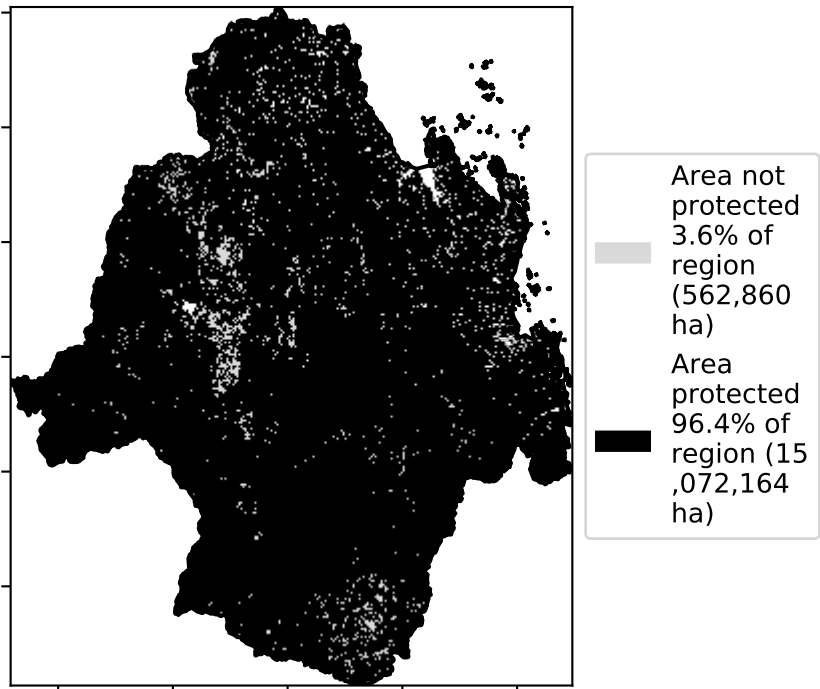 Area not
protected
3.6% of
region
(562,860
ha)
Area
protected
96.4% of
region (15
,072,164
ha)